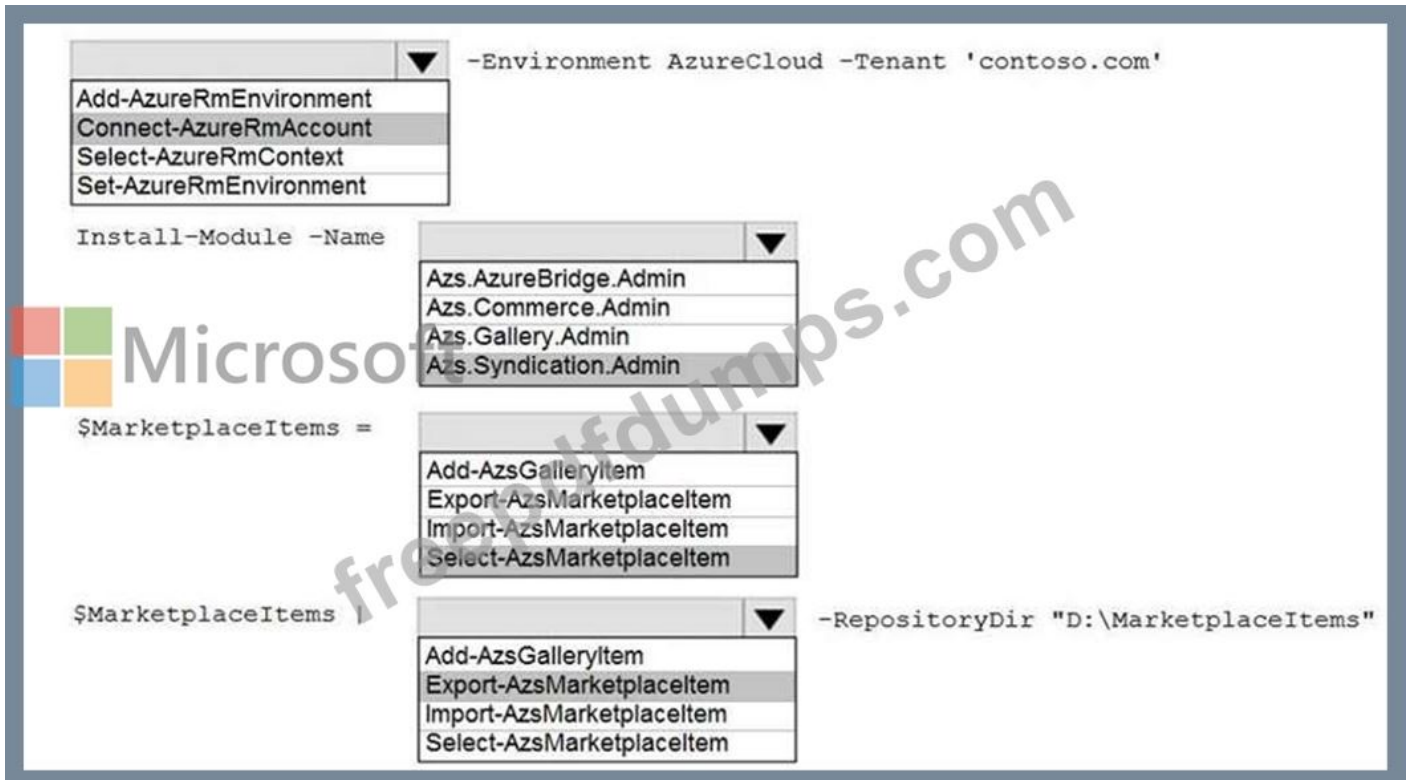 -Environment AzureCloud -Tenant 'contoso.com'
Add-AzureRmEnvironment
Connect-AzureRmAccount
Select-AzureRmContext
Set-AzureRmEnvironment
Install-Module -Name
Azs.AzureBridge.Admin
Azs.Commerce.Admin
Azs.Gallery.Admin
Azs.Syndication.Admin
Microsoft
$MarketplaceItems =
Add-AzsGalleryItem
Export-AzsMarketplaceItem
Import-AzsMarketplaceItem
Select-AzsMarketplaceItem
$MarketplaceItems | -RepositoryDir "D:\MarketplaceItems"
Add-AzsGalleryItem
Export-AzsMarketplaceItem
Import-AzsMarketplaceItem
Select-AzsMarketplaceItem
freepdfdumps.com